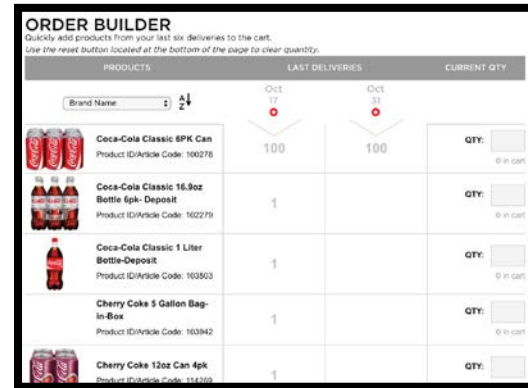 ORDER BUILDER
Quickly add products from your last six deliveries to the cart.
Use the reset button located at the bottom of the page to clear quantity.
PRODUCTS LAST DELIVERIES CURRENT QTY
Brand Name A Z Oct 17 Oct 31
Coca-Cola Classic 6PK Can
Product ID/Article Code: 100278
100 100 QTY:
0 in cart
Coca-Cola Classic 16.9oz
Bottle 6pk- Deposit
Product ID/Article Code: 102279
1 QTY:
0 in cart
Coca-Cola Classic 1 Liter
Bottle-Deposit
Product ID/Article Code: 103503
1 QTY:
0 in cart
Cherry Coke 5 Gallon Bag-
in-Box
Product ID/Article Code: 103942
1 QTY:
0 in cart
Cherry Coke 12oz Can 4pk
Product ID/Article Code: 114269
1 QTY: